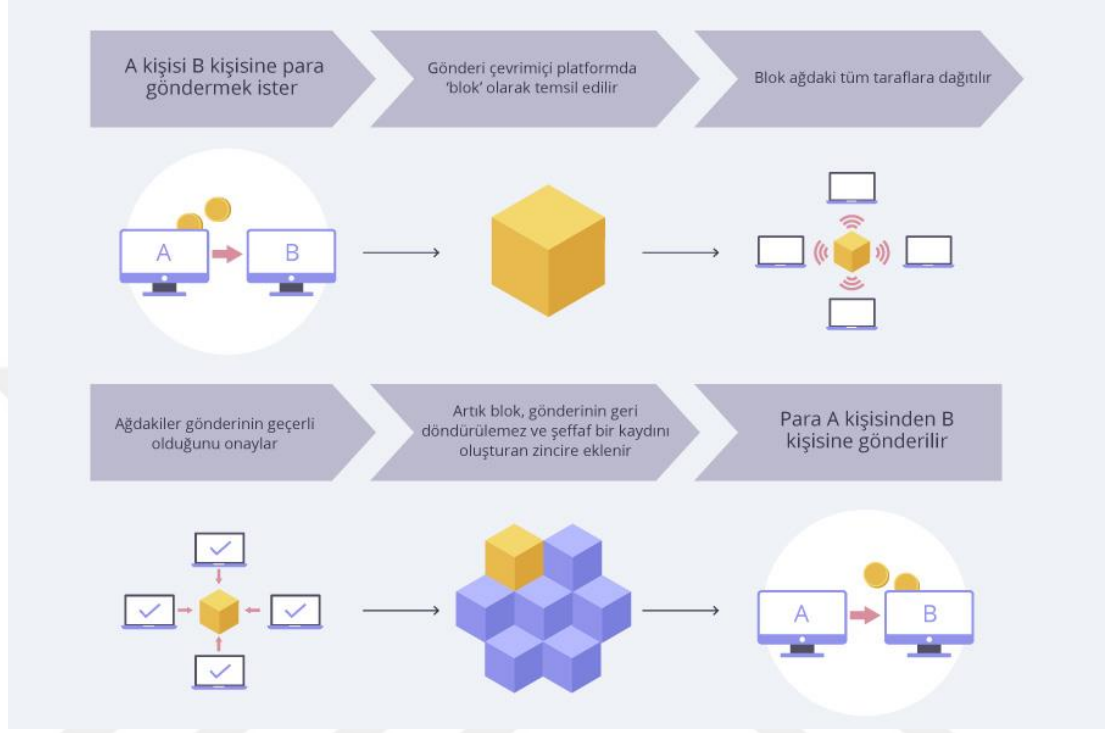 A kişisi B kişisine para
göndermek ister
Gönderi çevrimiçi platformda
‘blok’ olarak temsil edilir
Blok ağdaki tüm taraflara dağıtılır
A
B
Ağdakiler gönderinin geçerli
olduğunu onaylar
Artık blok, gönderinin geri
döndürülemez ve şeffaf bir kaydını
oluşturan zincire eklenir
Para A kişisinden B
kişisine gönderilir
A
B